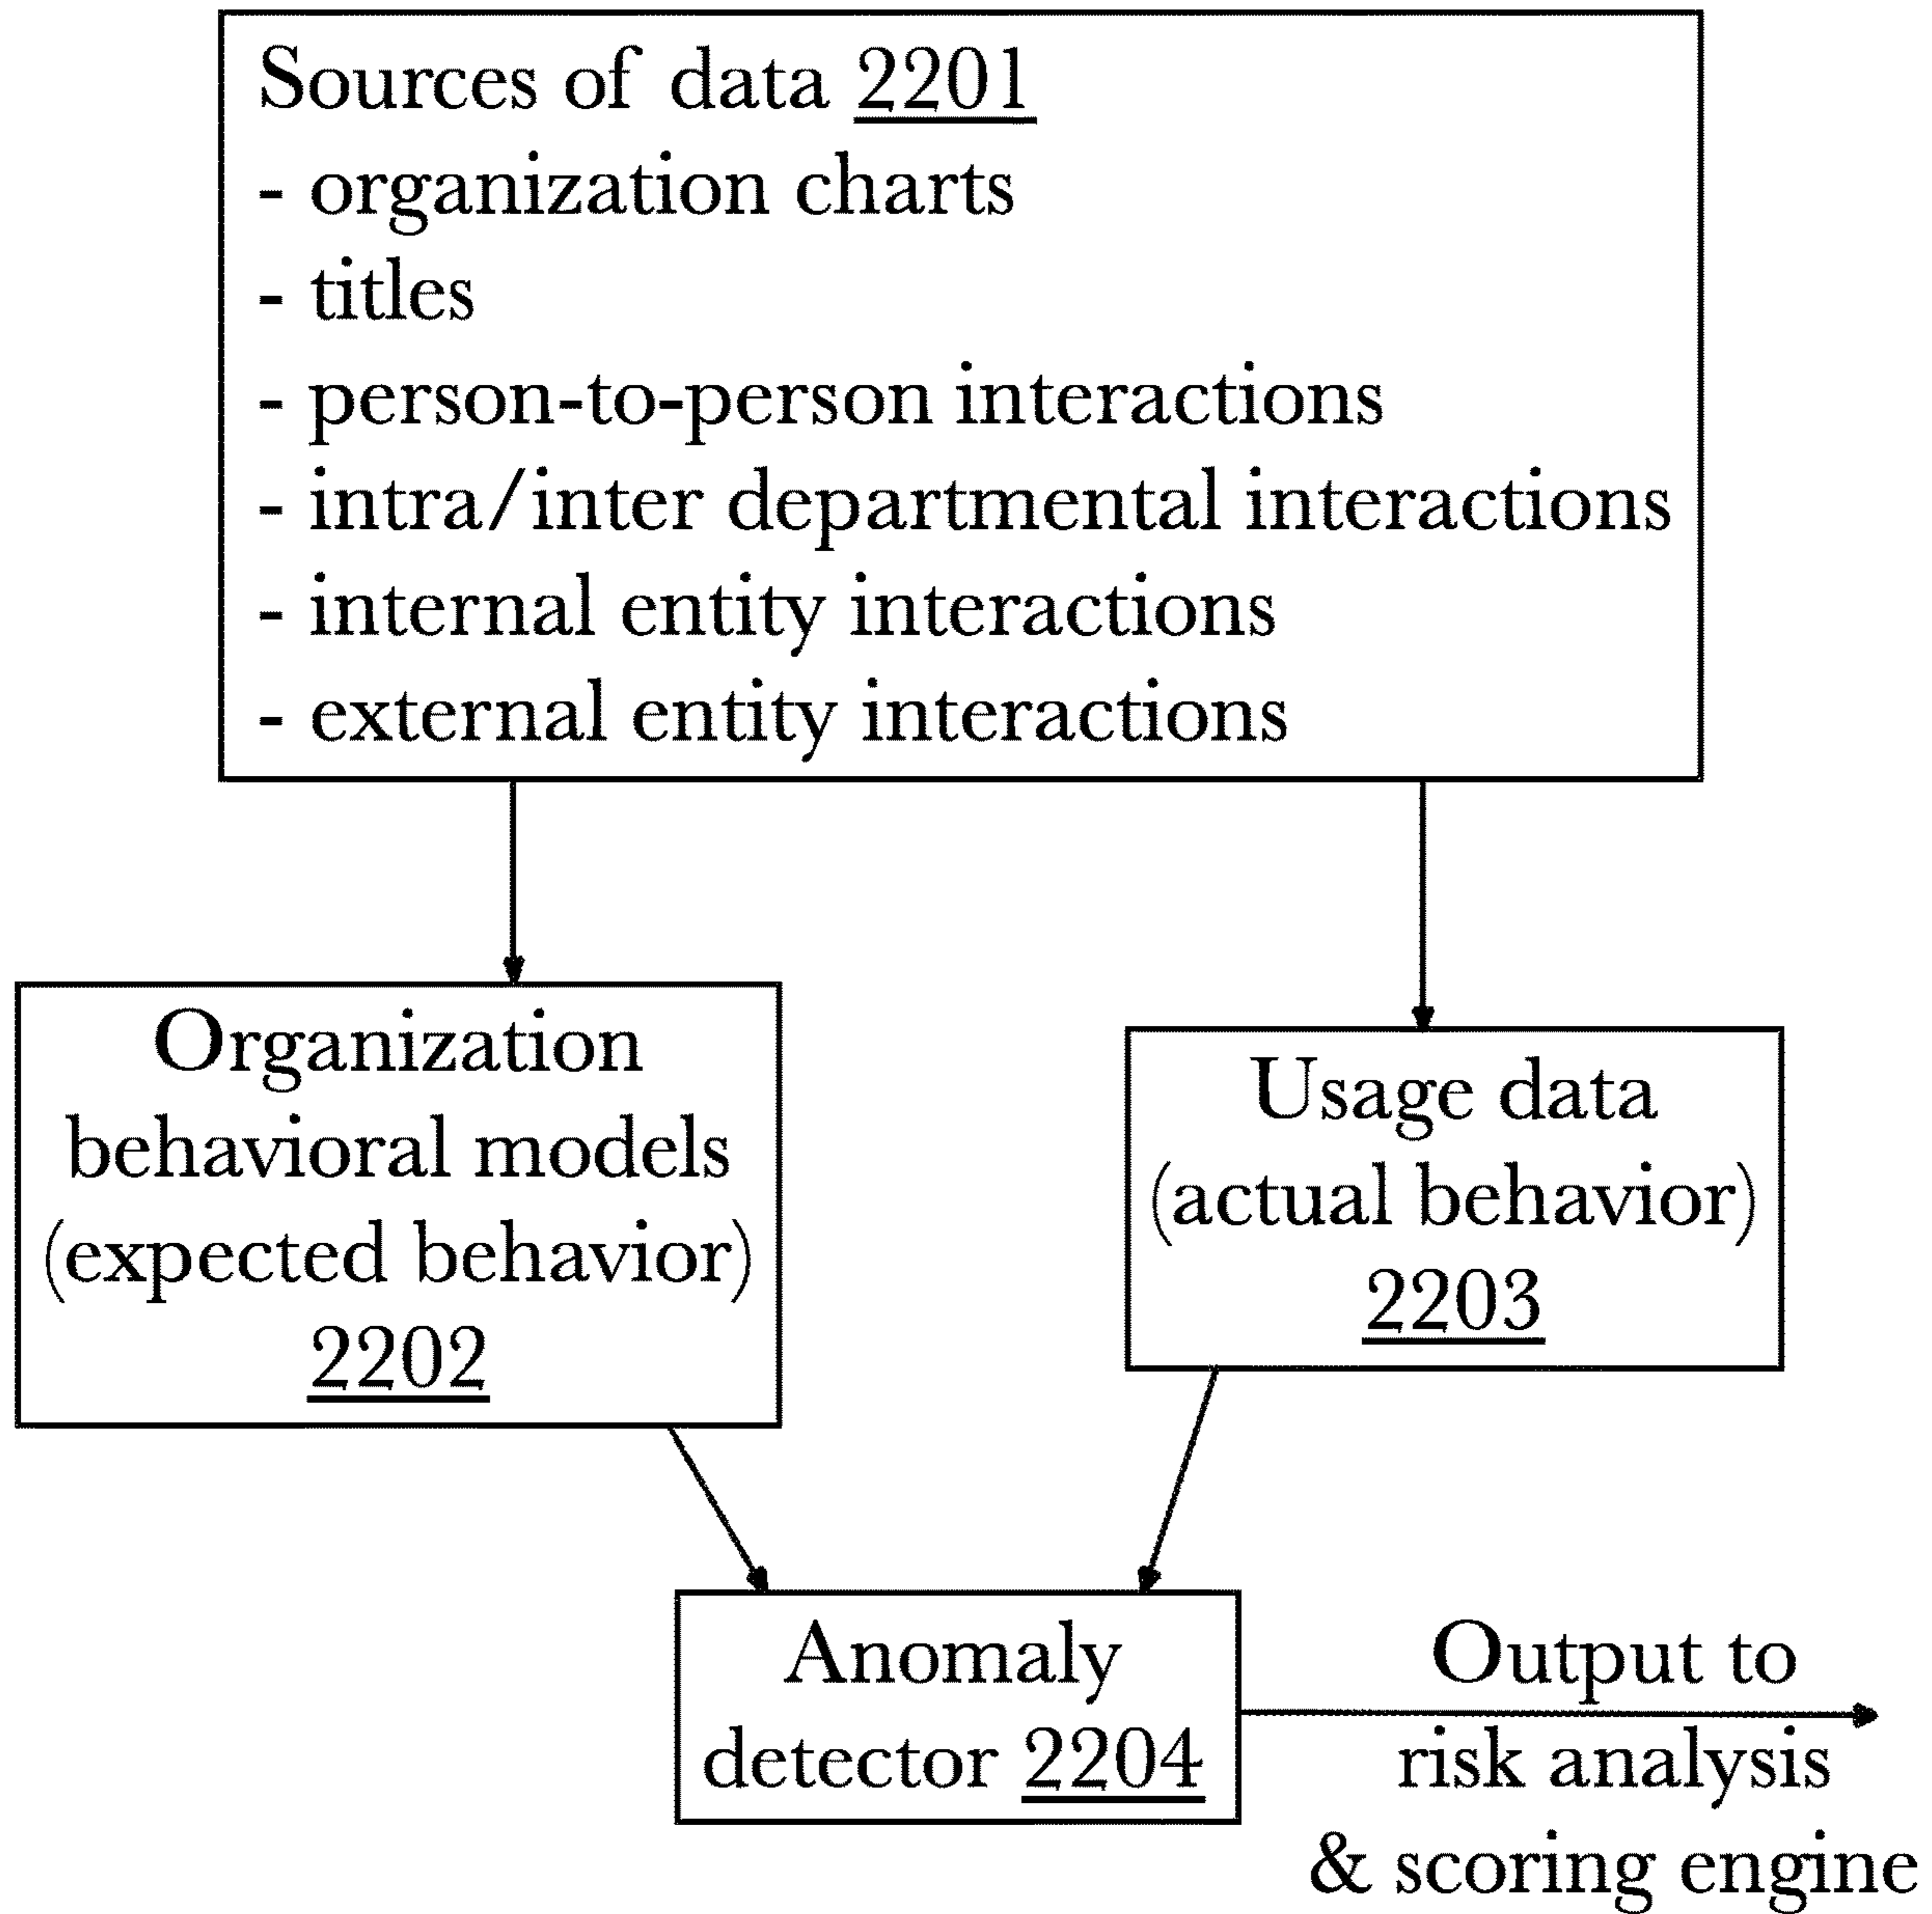 Sources of data 2201
- organization charts
- titles
- person-to-person interactions
- intra/inter departmental interactions
- internal entity interactions
- external entity interactions
Organization
behavioral models
(expected behavior)
2202
Usage data
(actual behavior)
2203
Anomaly
detector 2204
Output to
risk analysis
& scoring engine